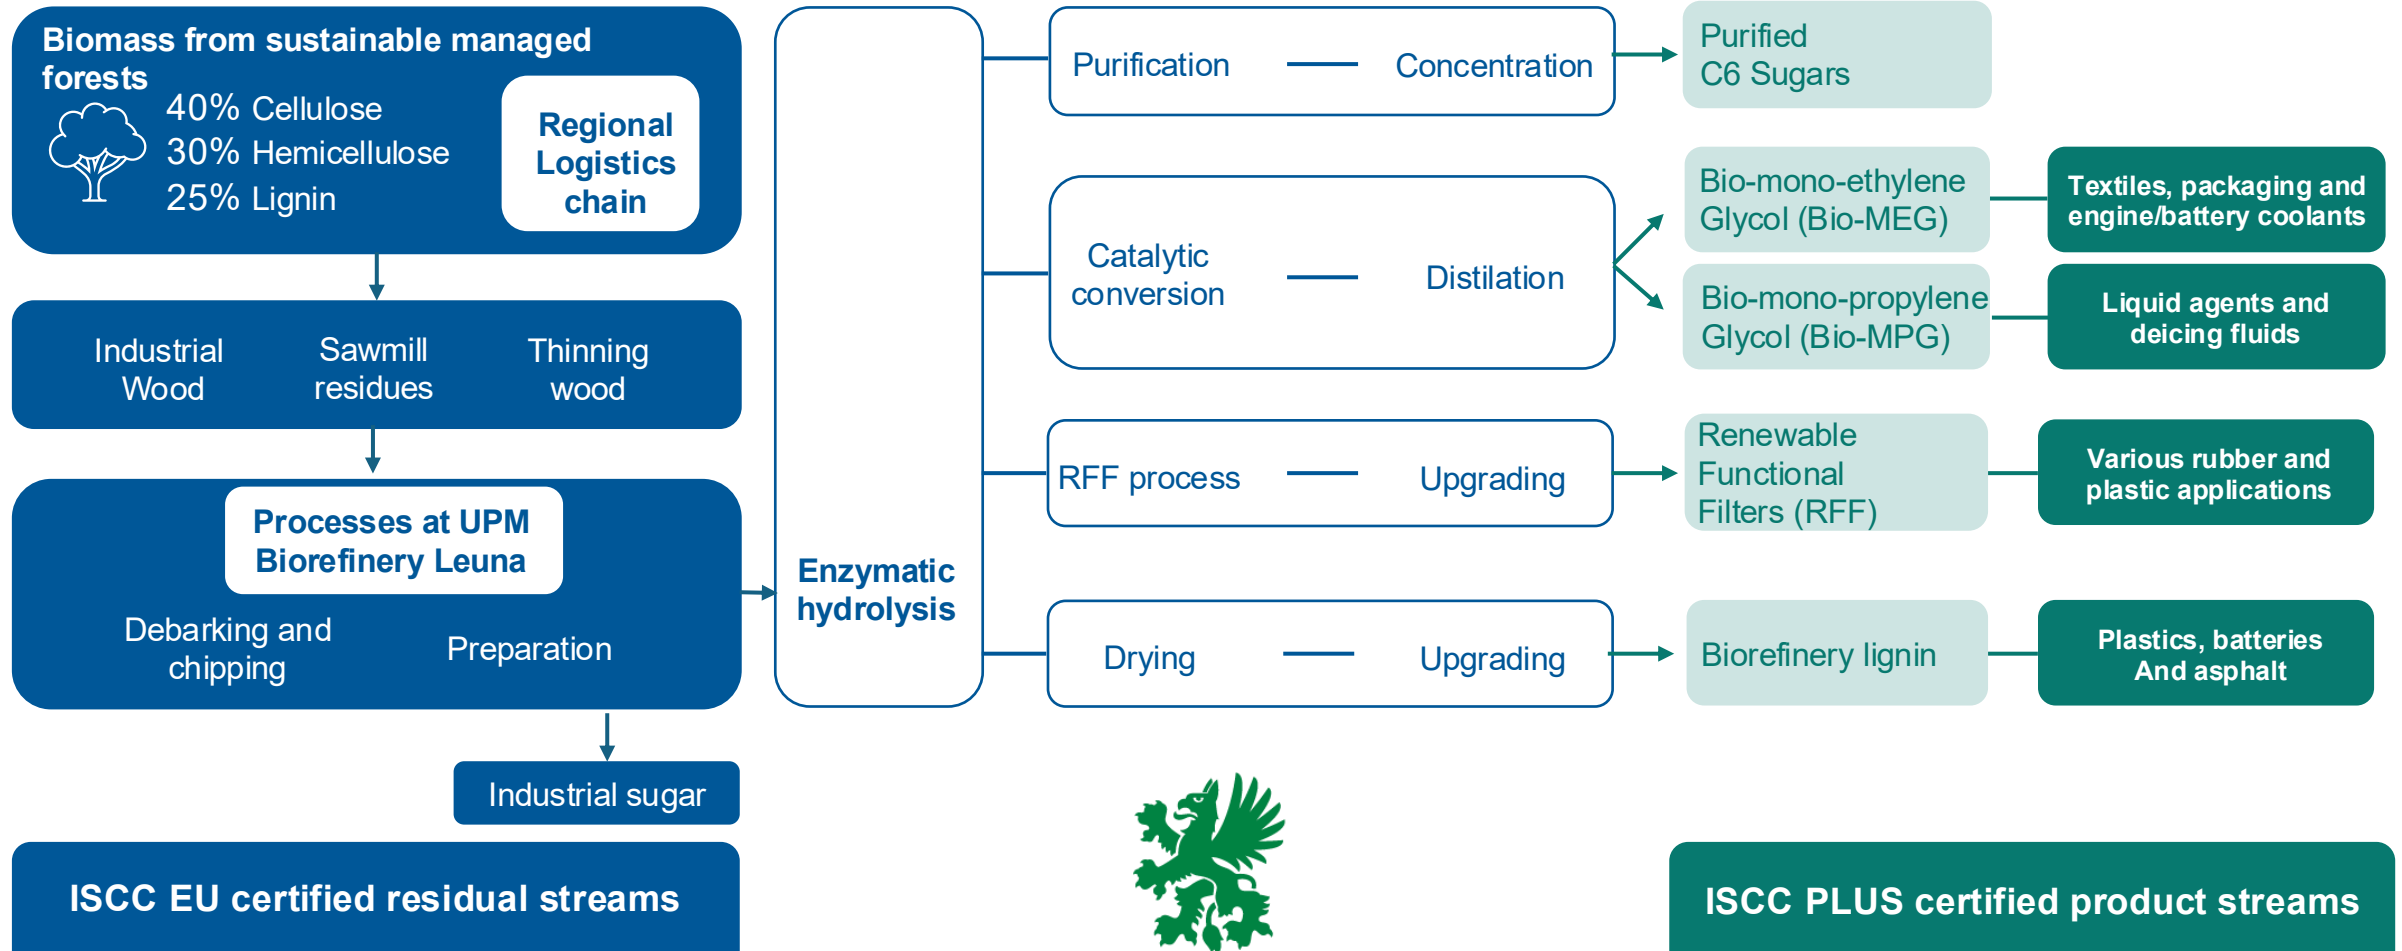 Biomass from sustainable managed
forests
40% Cellulose
30% Hemicellulose
25% Lignin
Regional
Logistics
chain
Industrial
Wood
Sawmill
residues
Thinning
wood
Processes at UPM
Biorefinery Leuna
Debarking and
chipping
Preparation
Industrial sugar
ISCC EU certified residual streams
Enzymatic
hydrolysis
Purification
Concentration
Purified
C6 Sugars
Catalytic
conversion
Distilation
Bio-mono-ethylene
Glycol (Bio-MEG)
Textiles, packaging and
engine/battery coolants
Bio-mono-propylene
Glycol (Bio-MPG)
Liquid agents and
deicing fluids
RFF process
Upgrading
Renewable
Functional
Filters (RFF)
Various rubber and
plastic applications
Drying
Upgrading
Biorefinery lignin
Plastics, batteries
And asphalt
ISCC PLUS certified product streams